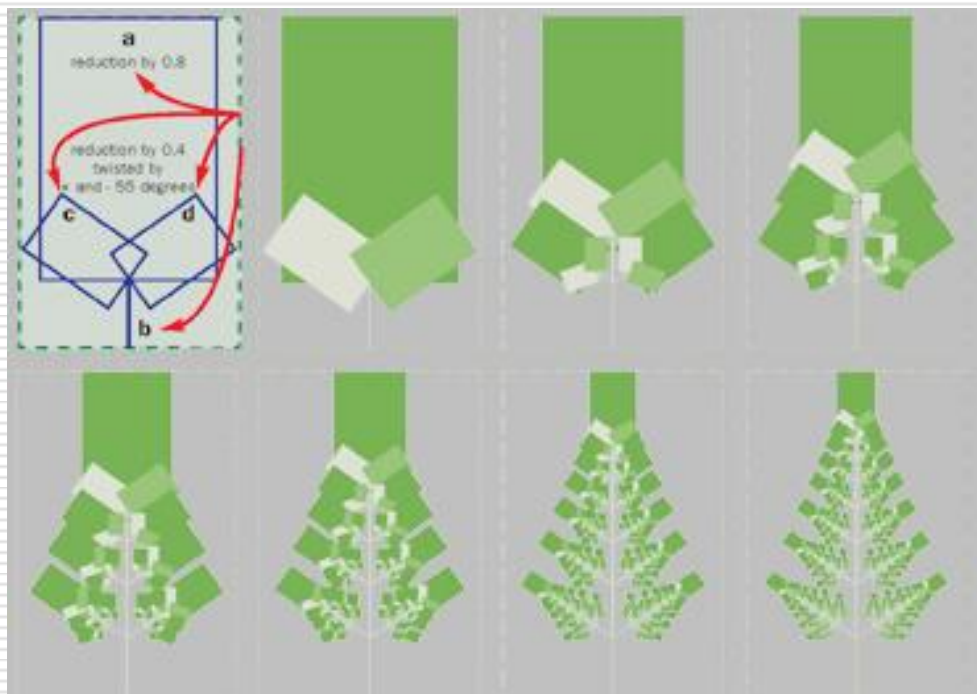 a
reduction by 0.8
reduction by 0.4
twisted by
+ and - 55 degrees
c d
b